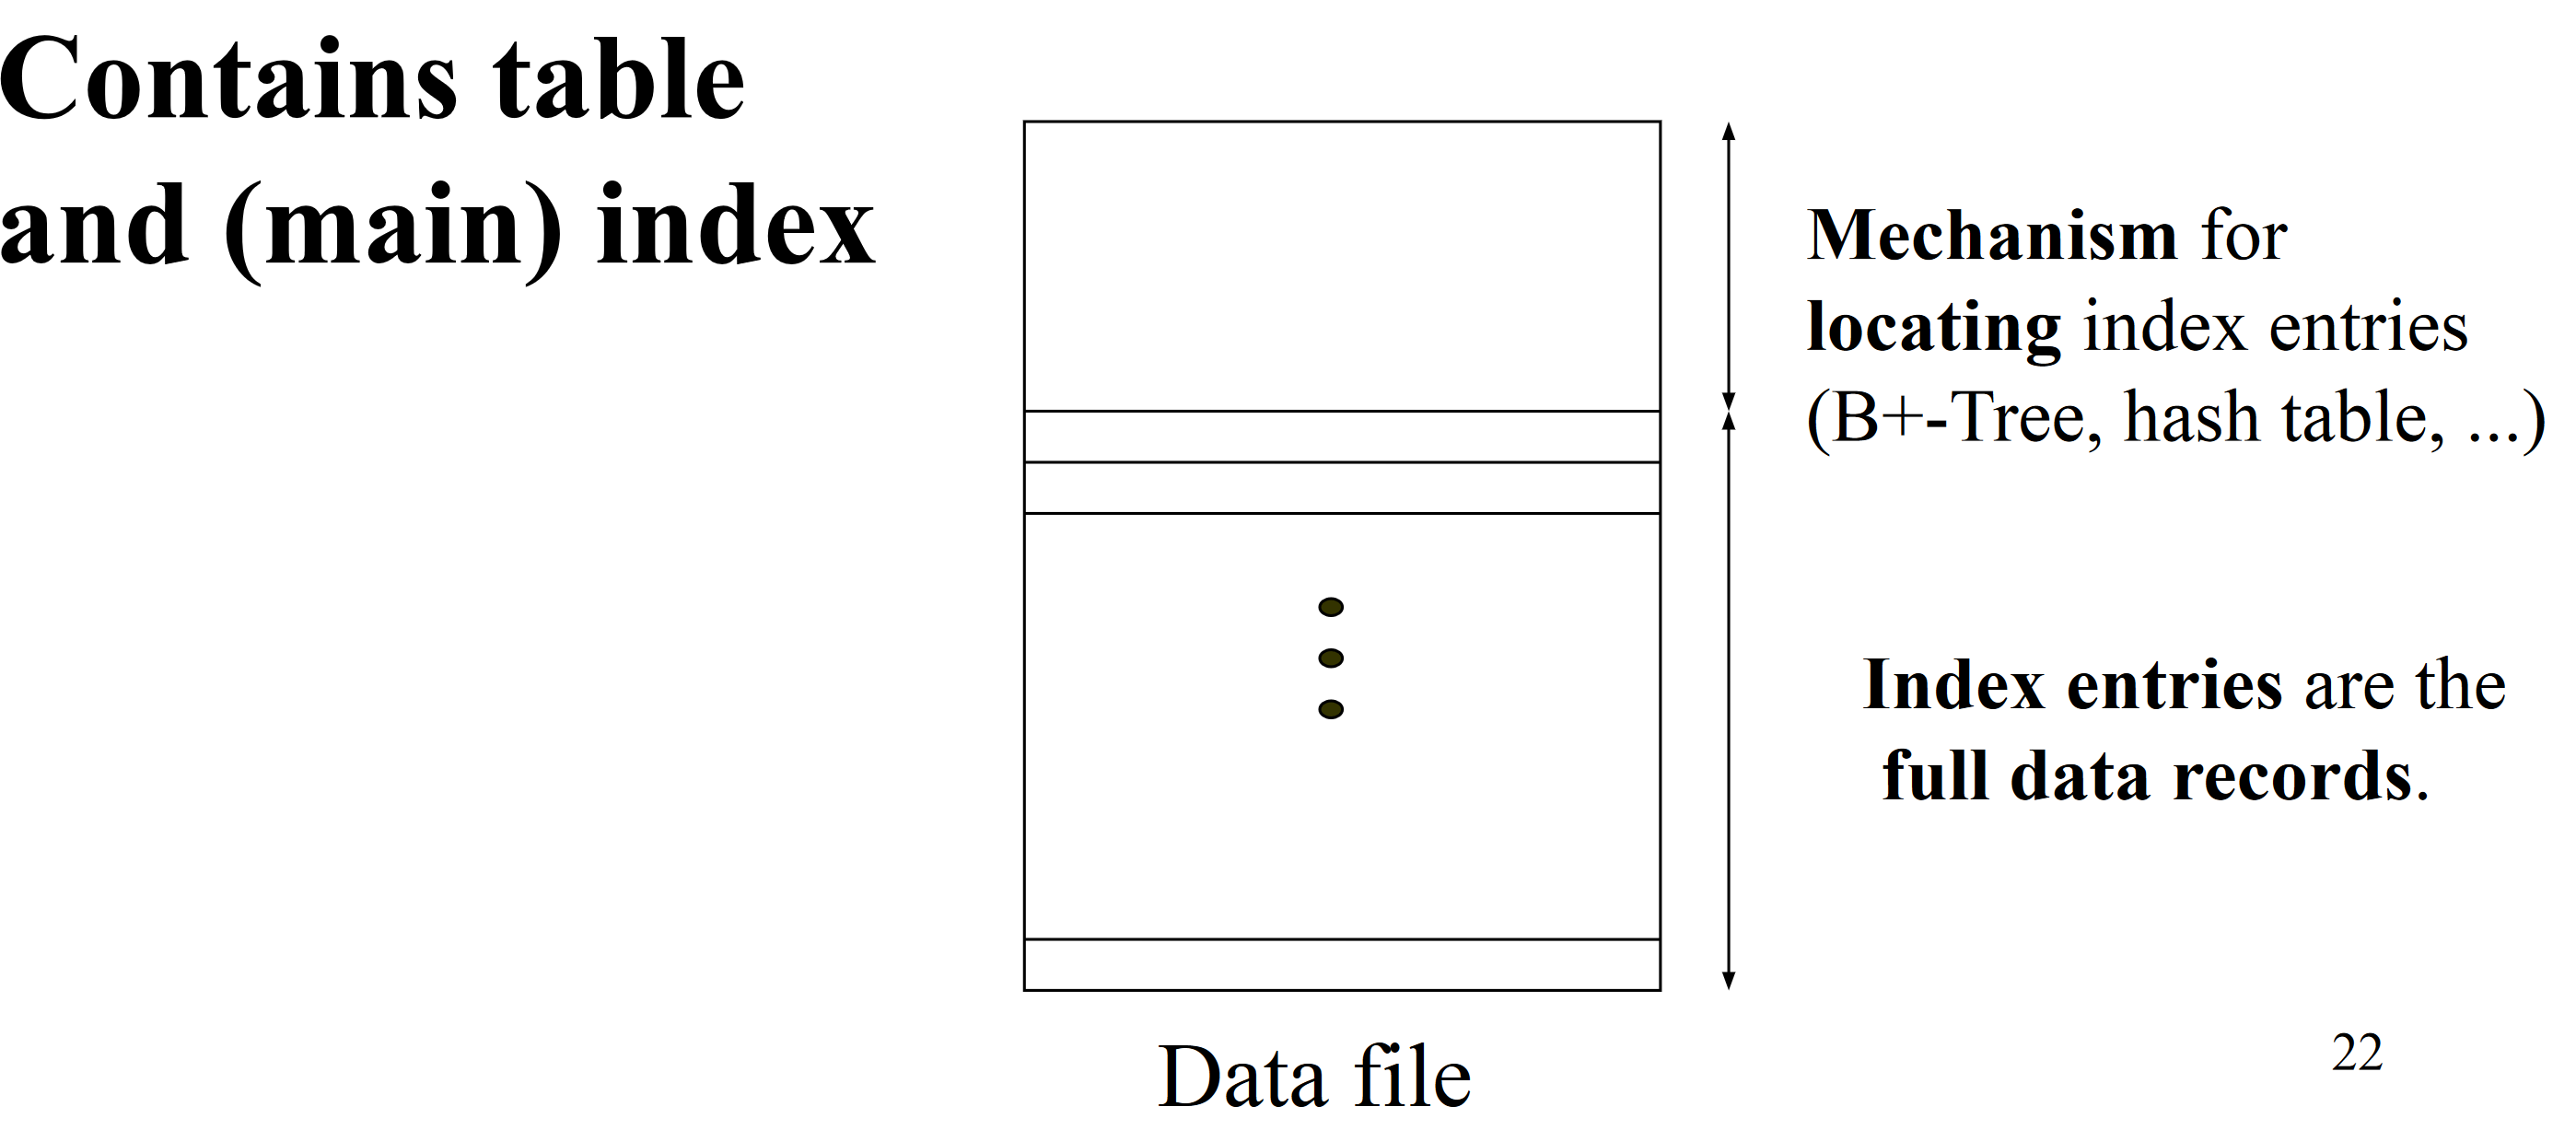 Contains table
and (main) index
Mechanism for
locating index entries
(B+-Tree, hash table, ...)
Index entries are the
full data records.
Data file
22